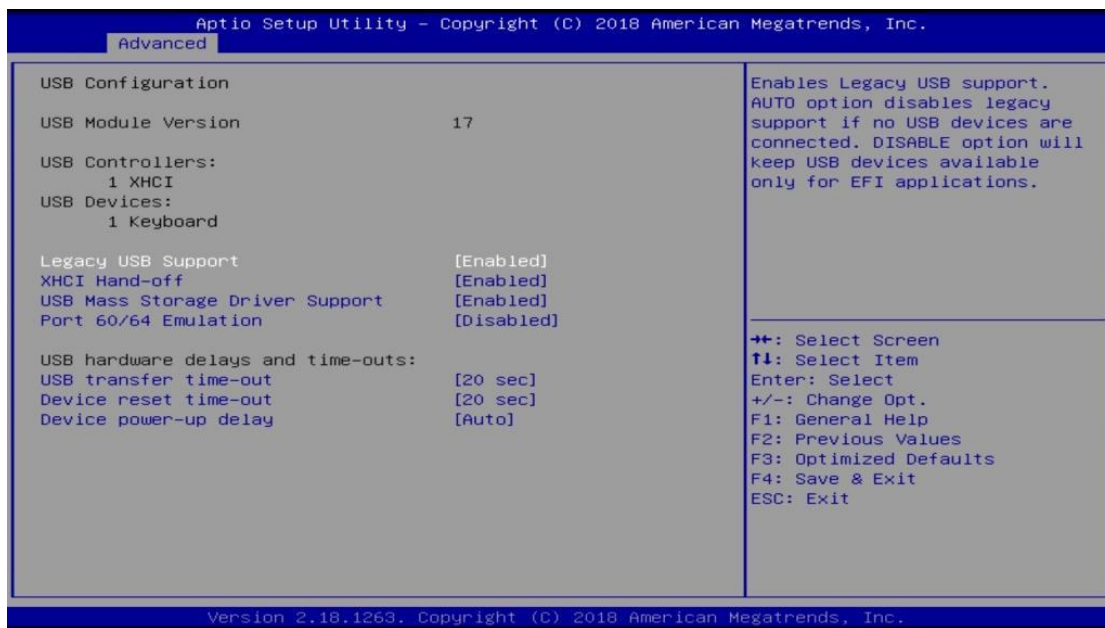 Aptio Setup Utility – Copyright (C) 2018 American Megatrends, Inc.
Advanced
USB Configuration
USB Module Version 17
USB Controllers:
1 XHCI
USB Devices:
1 Keyboard
Legacy USB Support [Enabled]
XHCI Hand-off [Enabled]
USB Mass Storage Driver Support [Enabled]
Port 60/64 Emulation [Disabled]
USB hardware delays and time-outs:
USB transfer time-out [20 sec]
Device reset time-out [20 sec]
Device power-up delay [Auto]
Enables Legacy USB support.
AUTO option disables legacy
support if no USB devices are
connected. DISABLE option will
keep USB devices available
only for EFI applications.
→←: Select Screen
↑↓: Select Item
Enter: Select
+/-: Change Opt.
F1: General Help
F2: Previous Values
F3: Optimized Defaults
F4: Save & Exit
ESC: Exit
Version 2.18.1263. Copyright (C) 2018 American Megatrends, Inc.